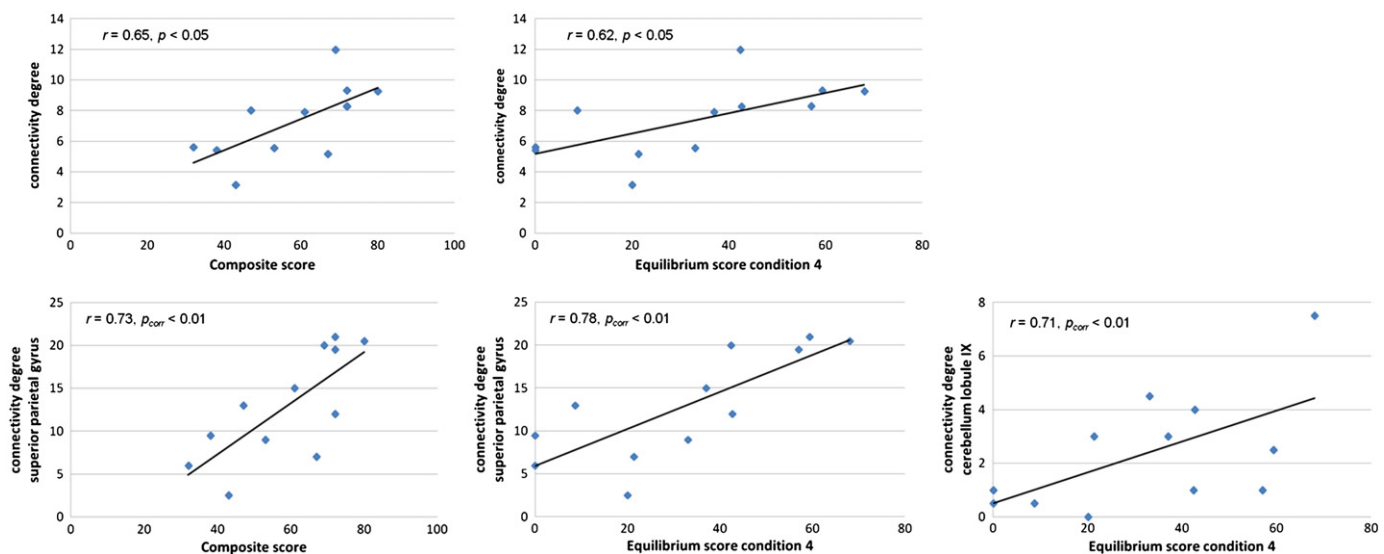 r = 0.65, p < 0.05
14
12
10
8
6
4
2
0
connectivity degree
0 20 40 60 80 100
Composite score
r = 0.62, p < 0.05
14
12
10
8
6
4
2
0
connectivity degree
0 20 40 60 80
Equilibrium score condition 4
r = 0.73, pcorr < 0.01
25
20
15
10
5
0
connectivity degree
superior parietal gyrus
0 20 40 60 80 100
Composite score
r = 0.78, pcorr < 0.01
25
20
15
10
5
0
connectivity degree
superior parietal gyrus
0 20 40 60 80
Equilibrium score condition 4
r = 0.71, pcorr < 0.01
8
6
4
2
0
connectivity degree
cerebellum lobule IX
0 20 40 60 80
Equilibrium score condition 4